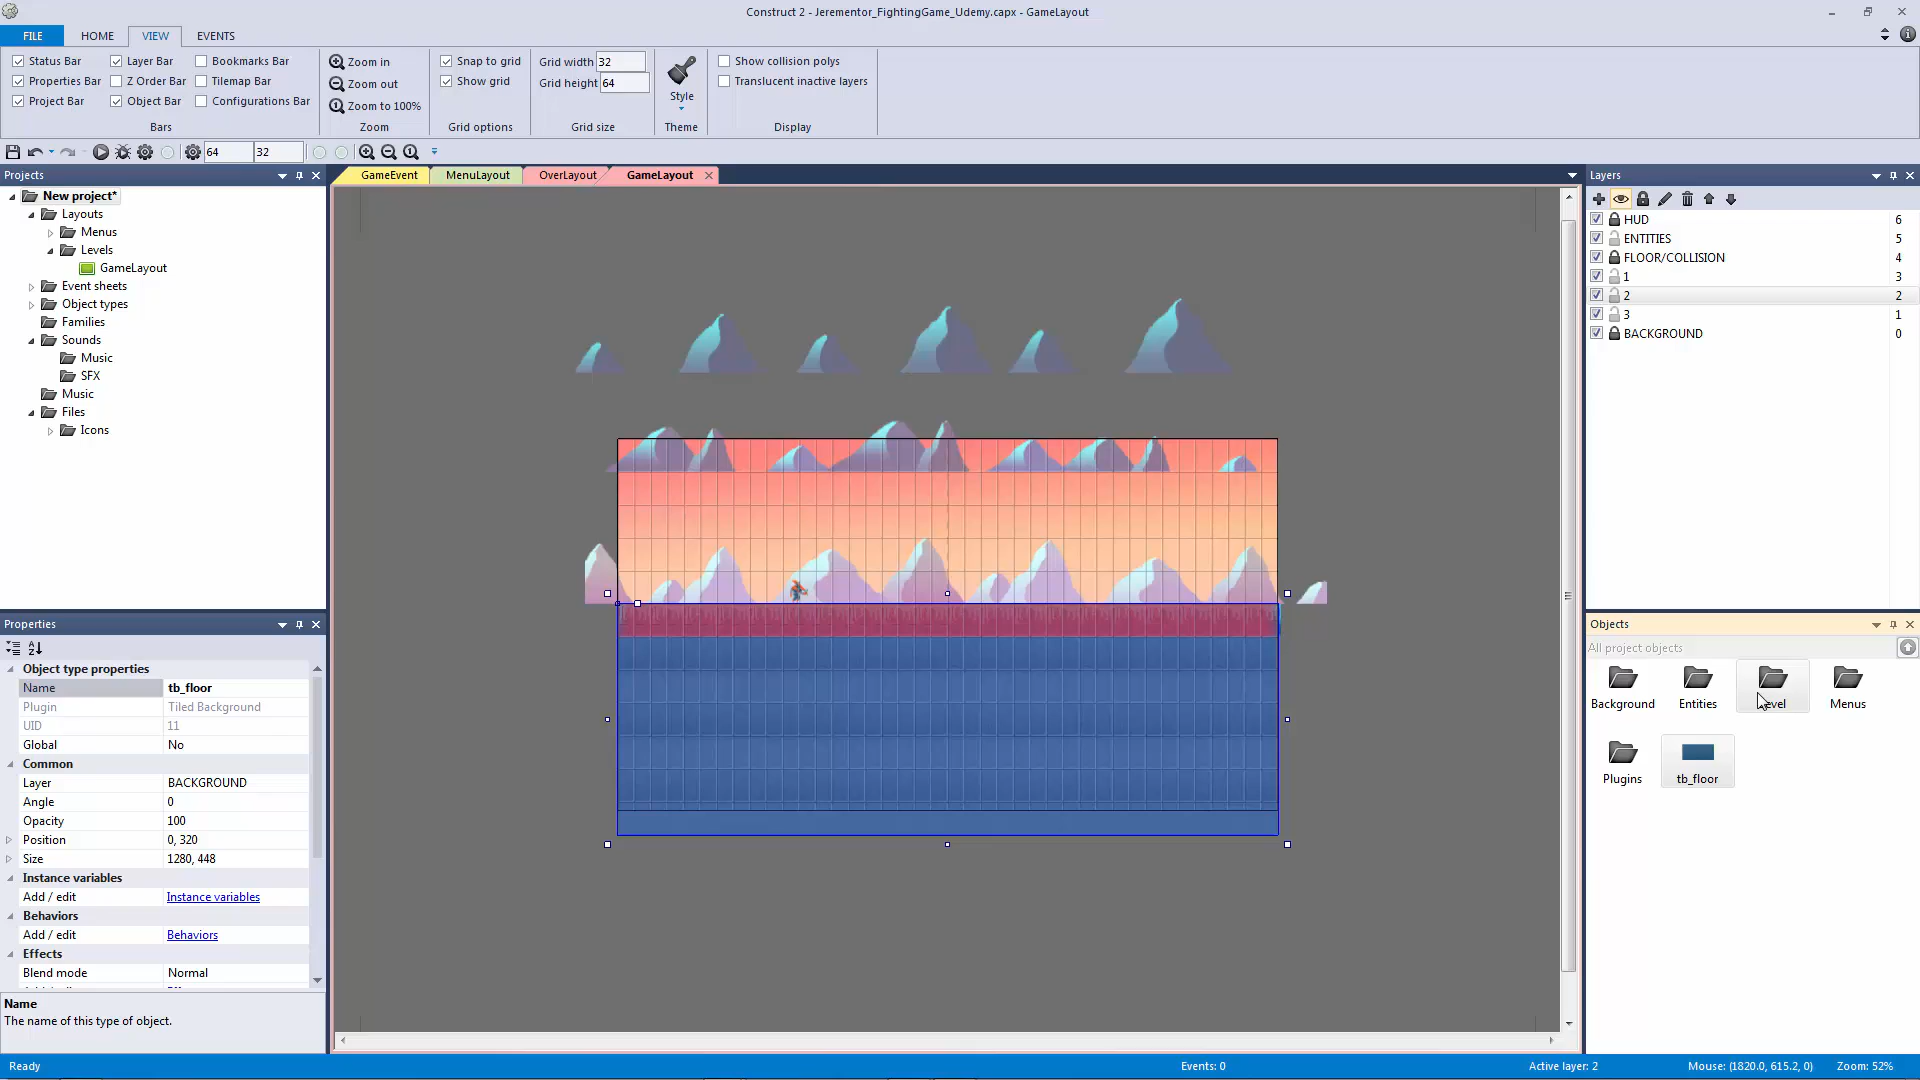 Construct 2 - Jerementor_FightingGame_Udemy.capx - GameLayout
FILE HOME VIEW EVENTS
Status Bar Layer Bar Bookmarks Bar Zoom in Snap to grid Grid width 32 Show collision polys
Properties Bar Z Order Bar Tilemap Bar Zoom out Show grid Grid height 64 Style Translucent inactive layers
Project Bar Object Bar Configurations Bar Zoom to 100%
Bars Zoom Grid options Grid size Theme Display
64 32
Projects
New project*
Layouts
Menus
Levels
GameLayout
Event sheets
Object types
Families
Sounds
Music
SFX
Music
Files
Icons
Properties
Object type properties
Name tb_floor
Plugin Tiled Background
UID 11
Global No
Common
Layer BACKGROUND
Angle 0
Opacity 100
Position 0, 320
Size 1280, 448
Instance variables
Add / edit Instance variables
Behaviors
Add / edit Behaviors
Effects
Blend mode Normal
Name
The name of this type of object.
GameEvent MenuLayout OverLayout GameLayout
Layers
HUD 6
ENTITIES 5
FLOOR/COLLISION 4
1 3
2 2
3 1
BACKGROUND 0
Objects
All project objects
Background Entities Menus
Plugins tb_floor
Ready Events: 0 Active layer: 2 Mouse: (1820.0, 615.2, 0) Zoom: 52%